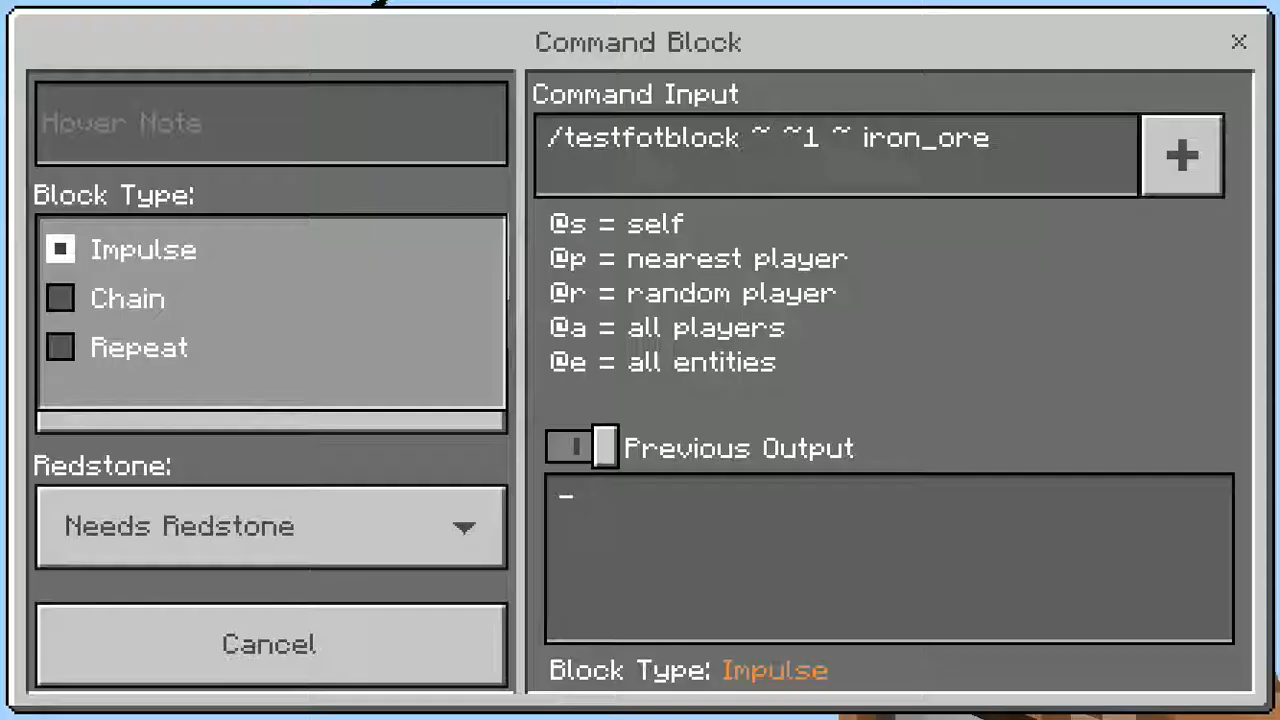 Command Block
Hover Note
Block Type:
Impulse
Chain
Repeat
Redstone:
Needs Redstone
Cancel
Command Input
/testfotblock ~ ~1 ~ iron_ore
@s = self
@p = nearest player
@r = random player
@a = all players
@e = all entities
Previous Output
-
Block Type: Impulse